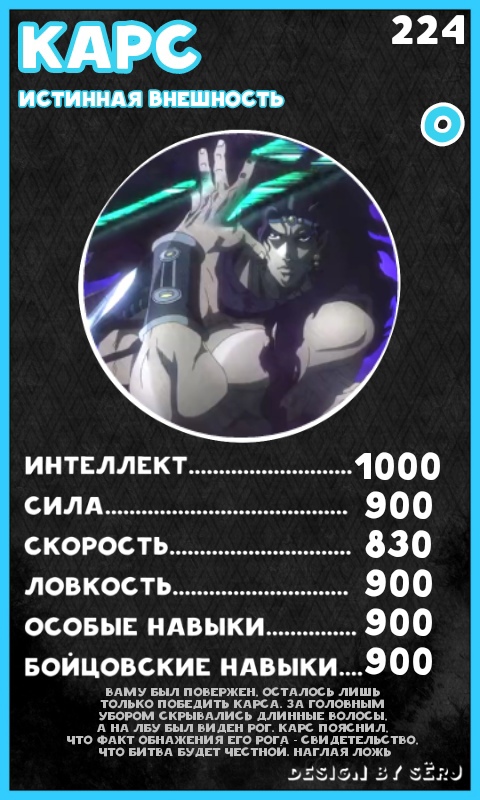 КАРС
224
ИСТИННАЯ ВНЕШНОСТЬ
ИНТЕЛЛЕКТ............................1000
СИЛА.......................................... 900
СКОРОСТЬ............................... 830
ЛОВКОСТЬ.............................. 900
ОСОБЫЕ НАВЫКИ............... 900
БОЙЦОВСКИЕ НАВЫКИ....900
ВАМУ БЫЛ ПОВЕРЖЕН, ОСТАЛОСЬ ЛИШЬ
ТОЛЬКО ПОБЕДИТЬ КАРСА. ЗА ГОЛОВНЫМ
УБОРОМ СКРЫВАЛИСЬ ДЛИННЫЕ ВОЛОСЫ,
А НА ЛБУ БЫЛ ВИДЕН РОГ. КАРС ПОЯСНИЛ,
ЧТО ФАКТ ОБНАЖЕНИЯ ЕГО РОГА - СВИДЕТЕЛЬСТВО,
ЧТО БИТВА БУДЕТ ЧЕСТНОЙ. НАГЛАЯ ЛОЖЬ
DESIGN BY SЁRJ